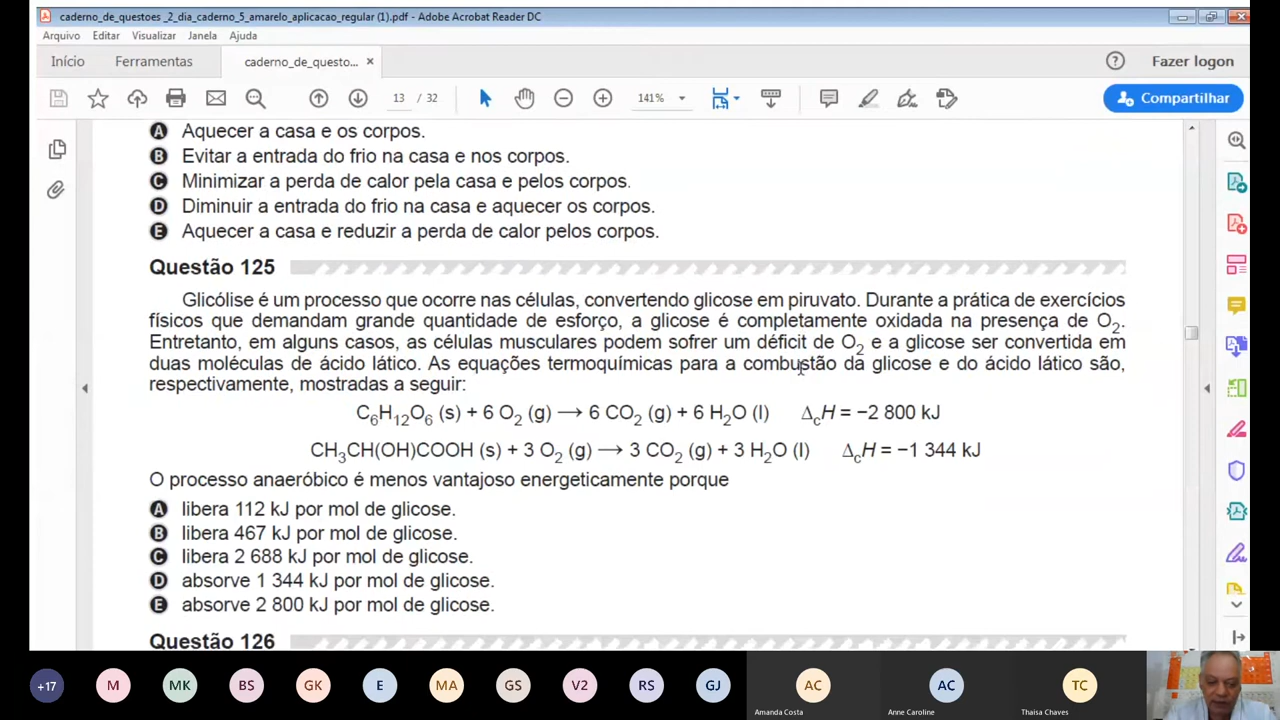 caderno_de_questoes _2_dia_caderno_5_amarelo_aplicacao_regular (1).pdf - Adobe Acrobat Reader DC
Arquivo Editar Visualizar Janela Ajuda
Início Ferramentas caderno_de_questo... × Fazer logon
13 / 32 141% Compartilhar
A Aquecer a casa e os corpos.
B Evitar a entrada do frio na casa e nos corpos.
C Minimizar a perda de calor pela casa e pelos corpos.
D Diminuir a entrada do frio na casa e aquecer os corpos.
E Aquecer a casa e reduzir a perda de calor pelos corpos.
Questão 125
Glicólise é um processo que ocorre nas células, convertendo glicose em piruvato. Durante a prática de exercícios
físicos que demandam grande quantidade de esforço, a glicose é completamente oxidada na presença de O₂.
Entretanto, em alguns casos, as células musculares podem sofrer um déficit de O₂ e a glicose ser convertida em
duas moléculas de ácido lático. As equações termoquímicas para a combustão da glicose e do ácido lático são,
respectivamente, mostradas a seguir:
C₆H₁₂O₆ (s) + 6 O₂ (g) ⟶ 6 CO₂ (g) + 6 H₂O (l) ΔcH = −2 800 kJ
CH₃CH(OH)COOH (s) + 3 O₂ (g) ⟶ 3 CO₂ (g) + 3 H₂O (l) ΔcH = −1 344 kJ
O processo anaeróbico é menos vantajoso energeticamente porque
A libera 112 kJ por mol de glicose.
B libera 467 kJ por mol de glicose.
C libera 2 688 kJ por mol de glicose.
D absorve 1 344 kJ por mol de glicose.
E absorve 2 800 kJ por mol de glicose.
Questão 126
+17 M MK BS GK E MA GS V2 RS GJ AC AC TC
Amanda Costa Anne Caroline Thaisa Chaves